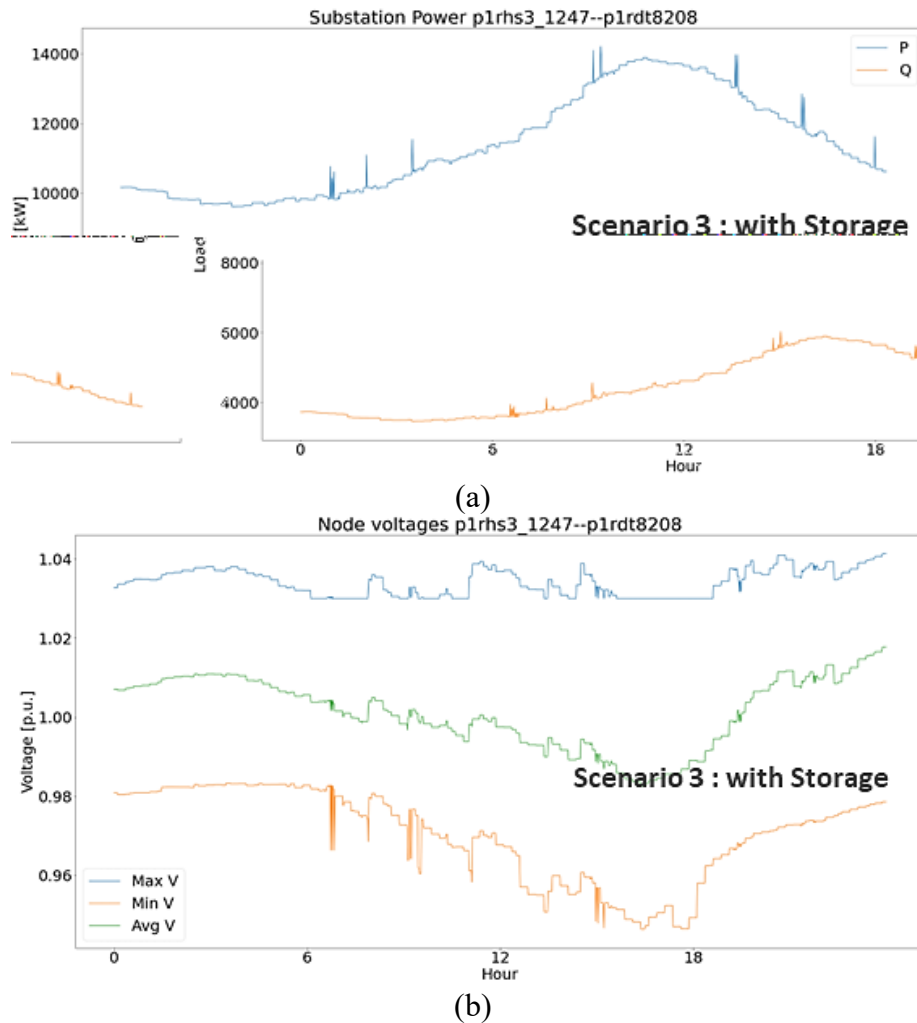 Substation Power p1rhs3_1247--p1rdt8208
14000
12000
10000
[kW]
P
Q
Scenario 3 : with Storage
Load
8000
6000
4000
0 6 12 18
Hour
(a)
Node voltages p1rhs3_1247--p1rdt8208
1.04
1.02
1.00
0.98
0.96
Voltage [p.u.]
Scenario 3 : with Storage
Max V
Min V
Avg V
0 6 12 18
Hour
(b)